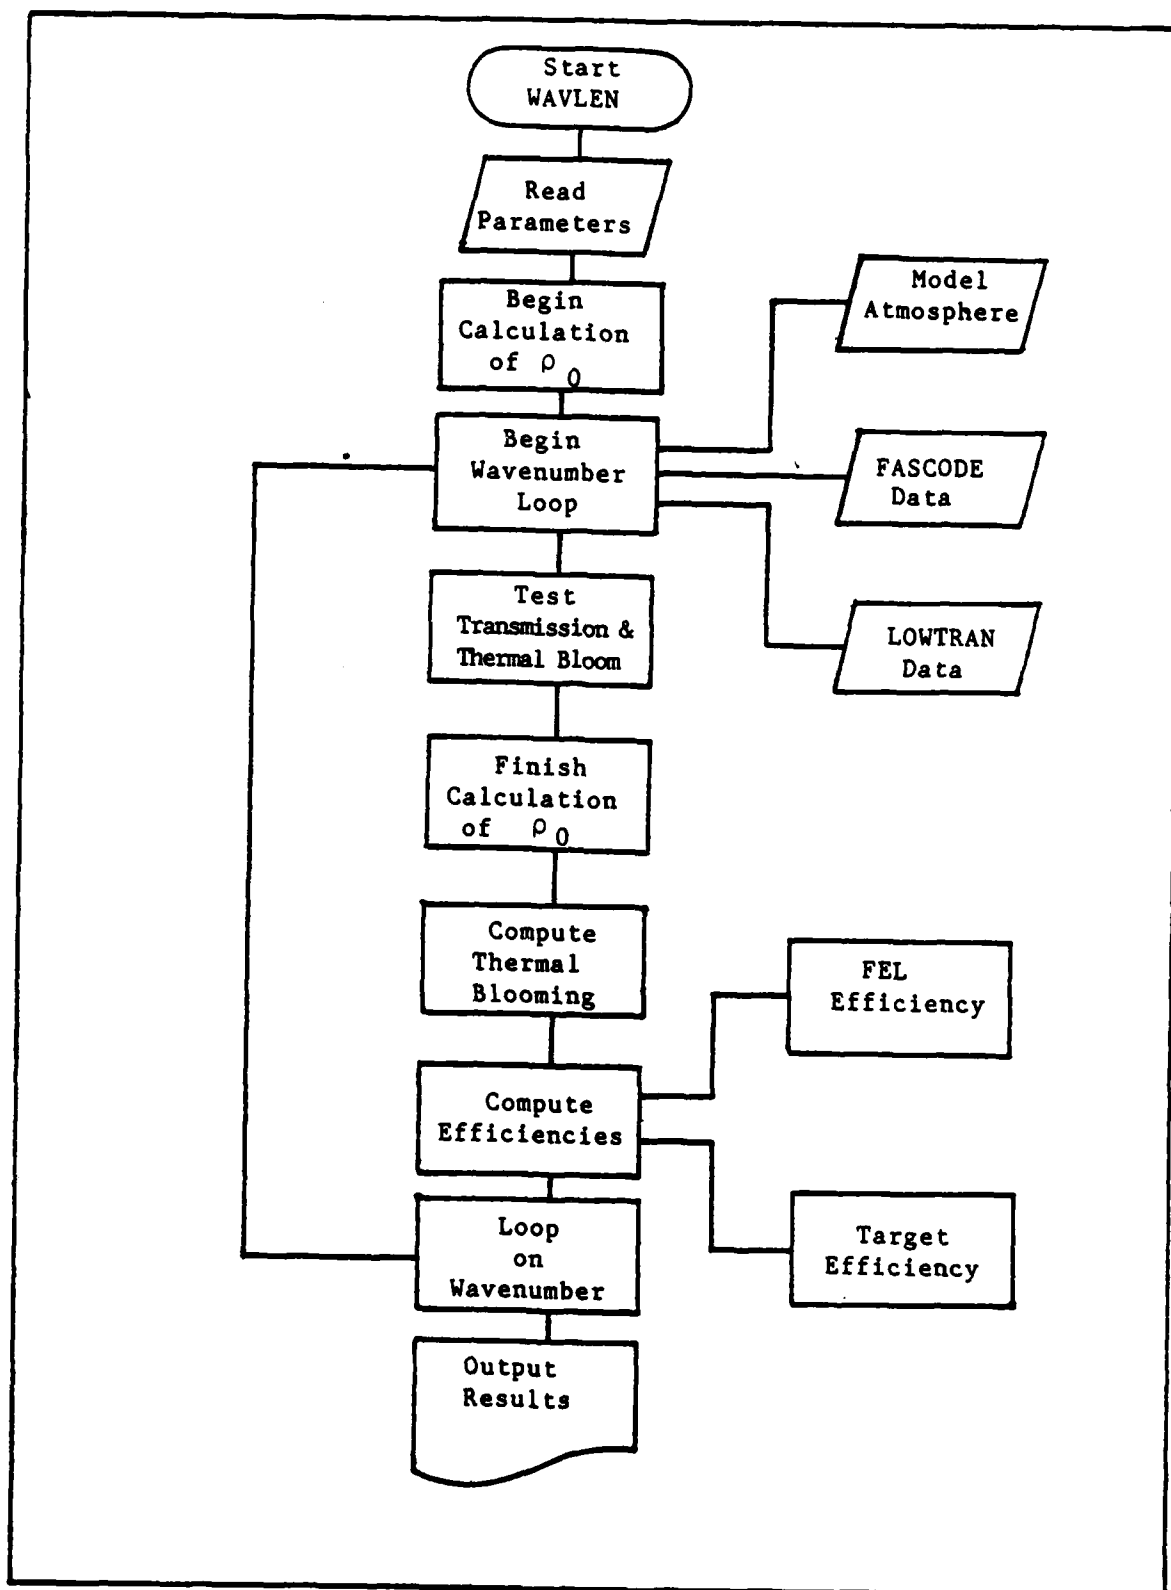 Start
WAVLEN
Read
Parameters
Begin
Calculation
of ρ0
Model
Atmosphere
Begin
Wavenumber
Loop
FASCODE
Data
LOWTRAN
Data
Test
Transmission &
Thermal Bloom
Finish
Calculation
of ρ0
Compute
Thermal
Blooming
FEL
Efficiency
Compute
Efficiencies
Target
Efficiency
Loop
on
Wavenumber
Output
Results